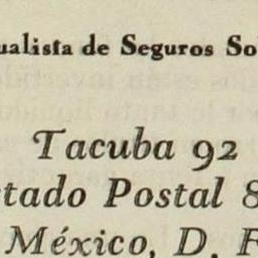 ualista de Seguros So
Tacuba 92
tado Postal 8
México, D. F